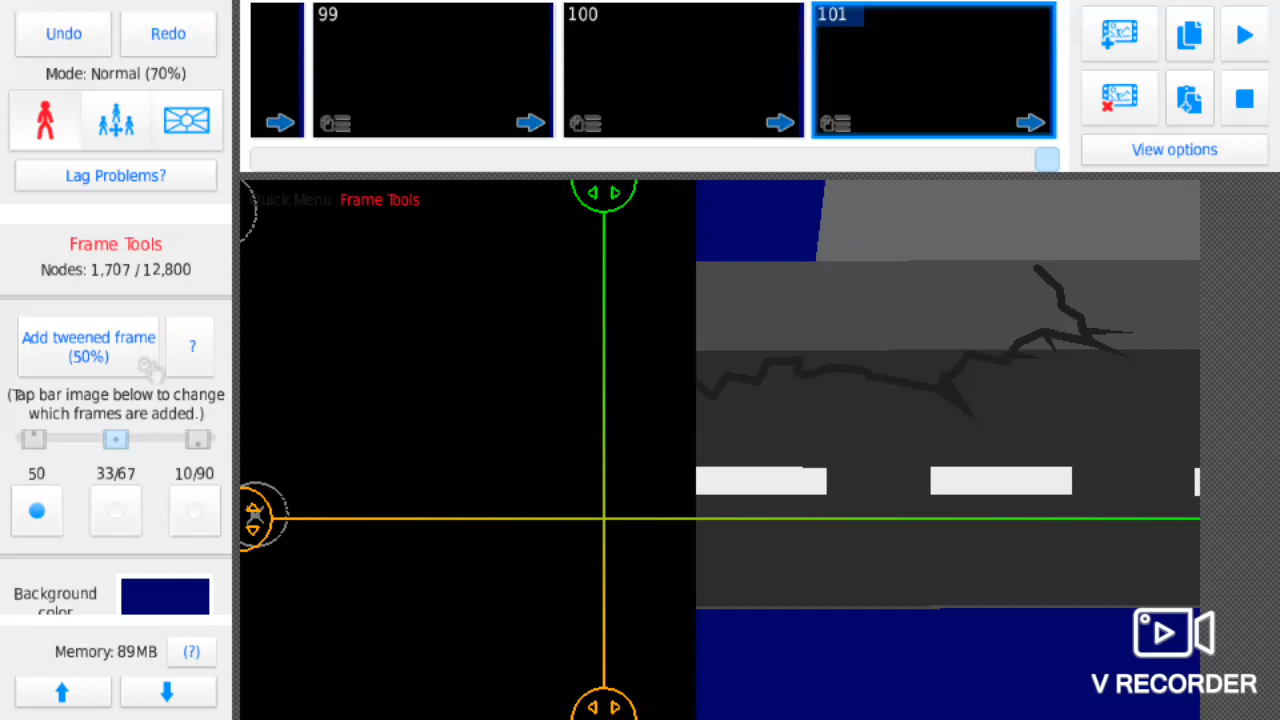 Undo
Redo
Mode: Normal (70%)
Lag Problems?
Frame Tools
Nodes: 1,707 / 12,800
Add tweened frame
(50%)
?
(Tap bar image below to change
which frames are added.)
50
33/67
10/90
Background
color
Memory: 89MB
(?)
99
100
101
View options
Quick Menu
Frame Tools
V RECORDER